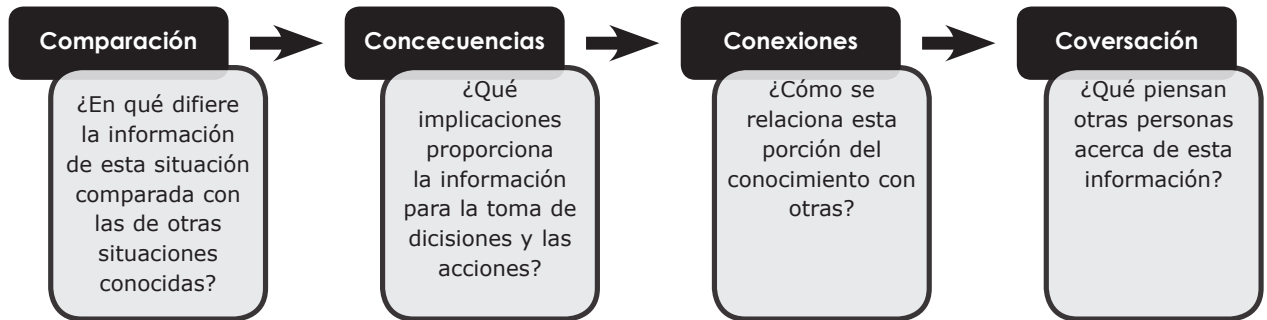 Comparación
¿En qué difiere
la información
de esta situación
comparada con
las de otras
situaciones
conocidas?
Concecuencias
¿Qué
implicaciones
proporciona
la información
para la toma de
dicisiones y las
acciones?
Conexiones
¿Cómo se
relaciona esta
porción del
conocimiento con
otras?
Coversación
¿Qué piensan
otras personas
acerca de esta
información?